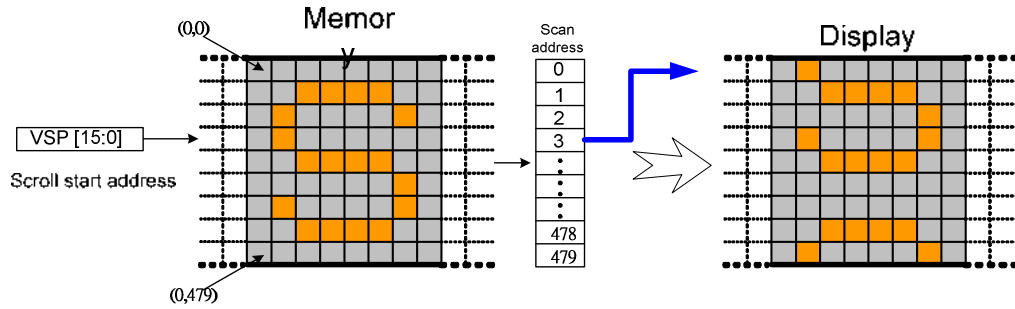 Memor
y
(0,0)
VSP [15:0]
Scroll start address
(0,479)
Scan
address
0
1
2
3
478
479
Display